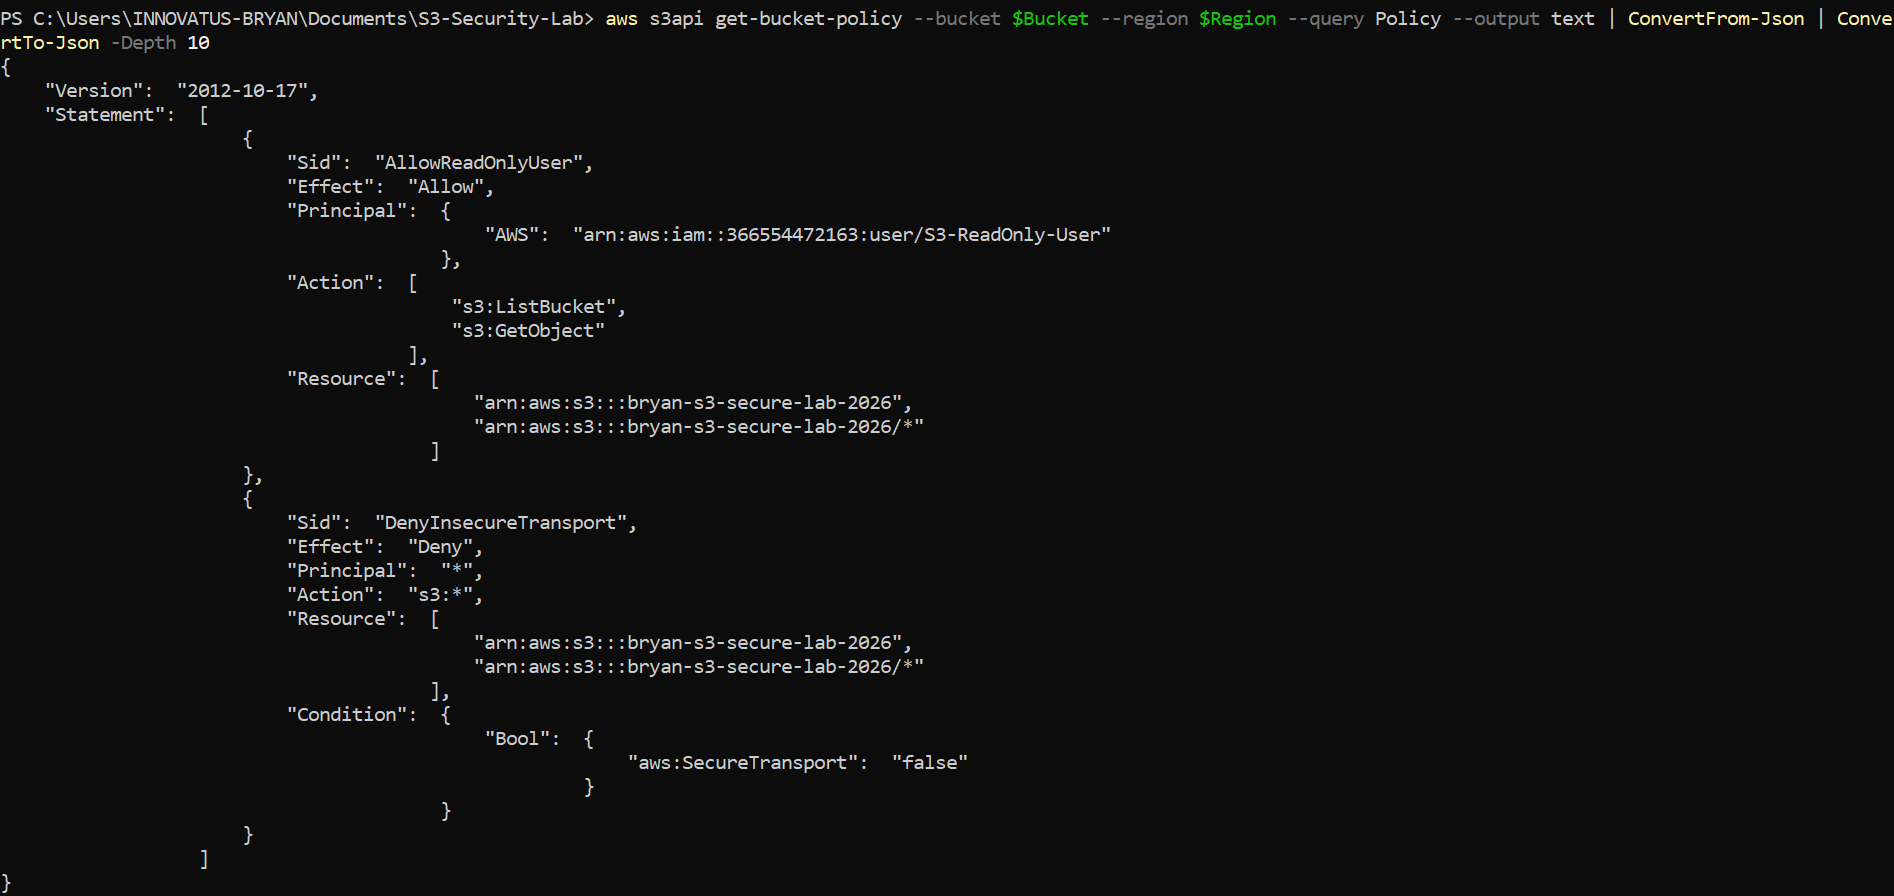 PS C:\Users\INNOVATUS-BRYAN\Documents\S3-Security-Lab> aws s3api get-bucket-policy --bucket $Bucket --region $Region --query Policy --output text | ConvertFrom-Json | Conve
rtTo-Json -Depth 10
{
    "Version":  "2012-10-17",
    "Statement":  [
                      {
                          "Sid":  "AllowReadOnlyUser",
                          "Effect":  "Allow",
                          "Principal":  {
                                            "AWS":  "arn:aws:iam::366554472163:user/S3-ReadOnly-User"
                                        },
                          "Action":  [
                                         "s3:ListBucket",
                                         "s3:GetObject"
                                     ],
                          "Resource":  [
                                           "arn:aws:s3:::bryan-s3-secure-lab-2026",
                                           "arn:aws:s3:::bryan-s3-secure-lab-2026/*"
                                       ]
                      },
                      {
                          "Sid":  "DenyInsecureTransport",
                          "Effect":  "Deny",
                          "Principal":  "*",
                          "Action":  "s3:*",
                          "Resource":  [
                                           "arn:aws:s3:::bryan-s3-secure-lab-2026",
                                           "arn:aws:s3:::bryan-s3-secure-lab-2026/*"
                                       ],
                          "Condition":  {
                                            "Bool":  {
                                                         "aws:SecureTransport":  "false"
                                                     }
                                        }
                      }
                  ]
}